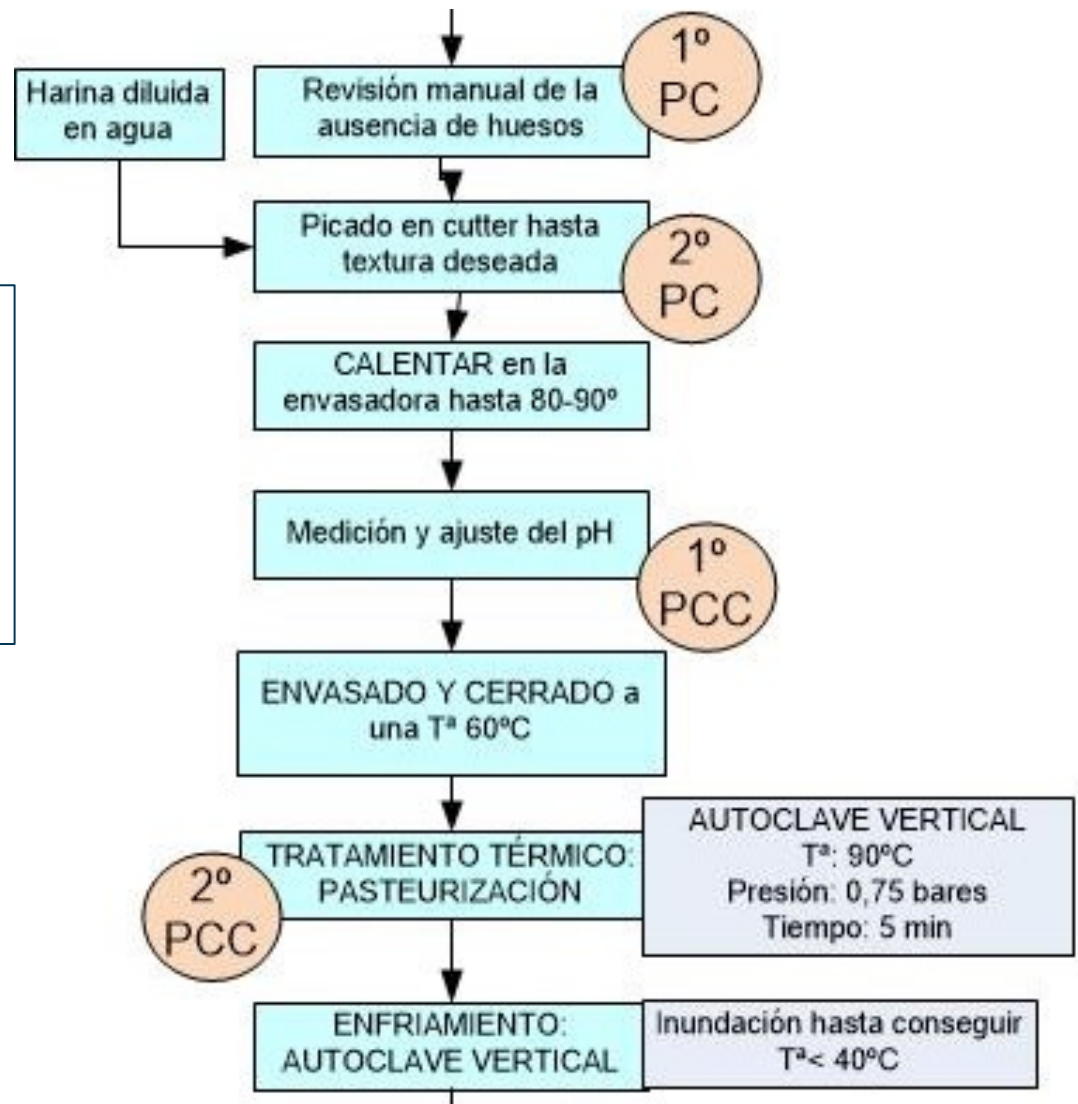 1º
PC
Harina diluida
en agua
Revisión manual de la
ausencia de huesos
Picado en cutter hasta
textura deseada
2º
PC
CALENTAR en la
envasadora hasta 80-90º
Medición y ajuste del pH
1º
PCC
ENVASADO Y CERRADO a
una Tª 60ºC
TRATAMIENTO TÉRMICO:
PASTEURIZACIÓN
2º
PCC
AUTOCLAVE VERTICAL
Tª: 90ºC
Presión: 0,75 bares
Tiempo: 5 min
ENFRIAMIENTO:
AUTOCLAVE VERTICAL
Inundación hasta conseguir
Tª< 40ºC